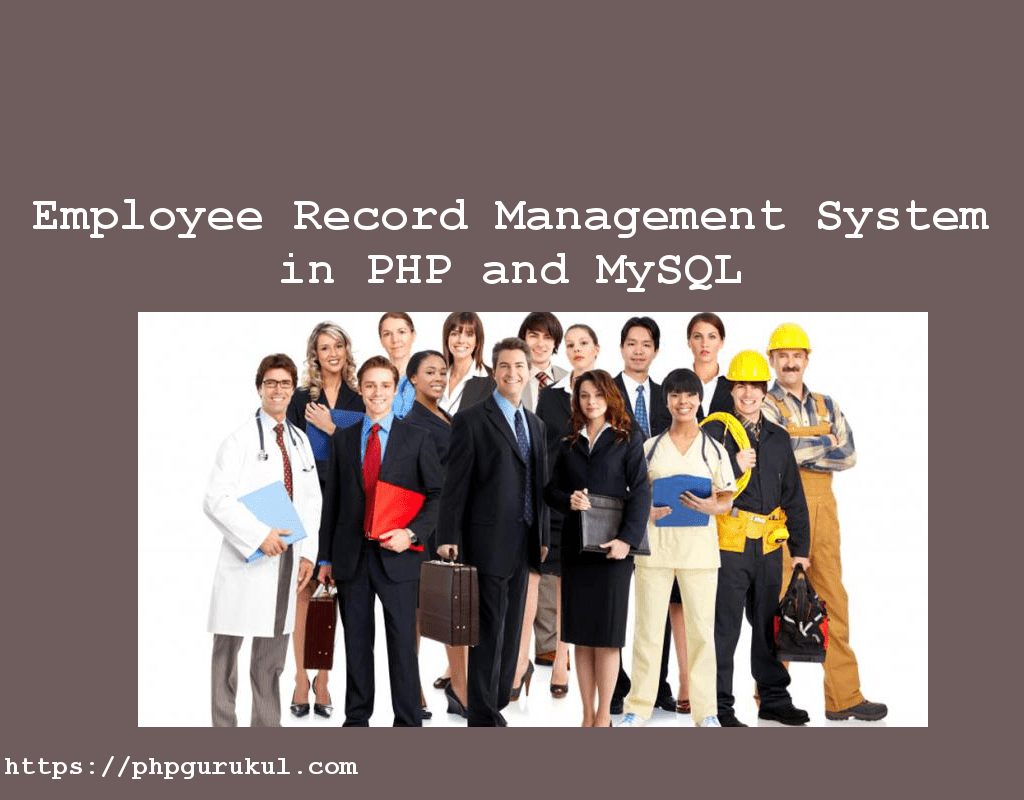 Employee Record Management System
in PHP and MySQL
https://phpgurukul.com